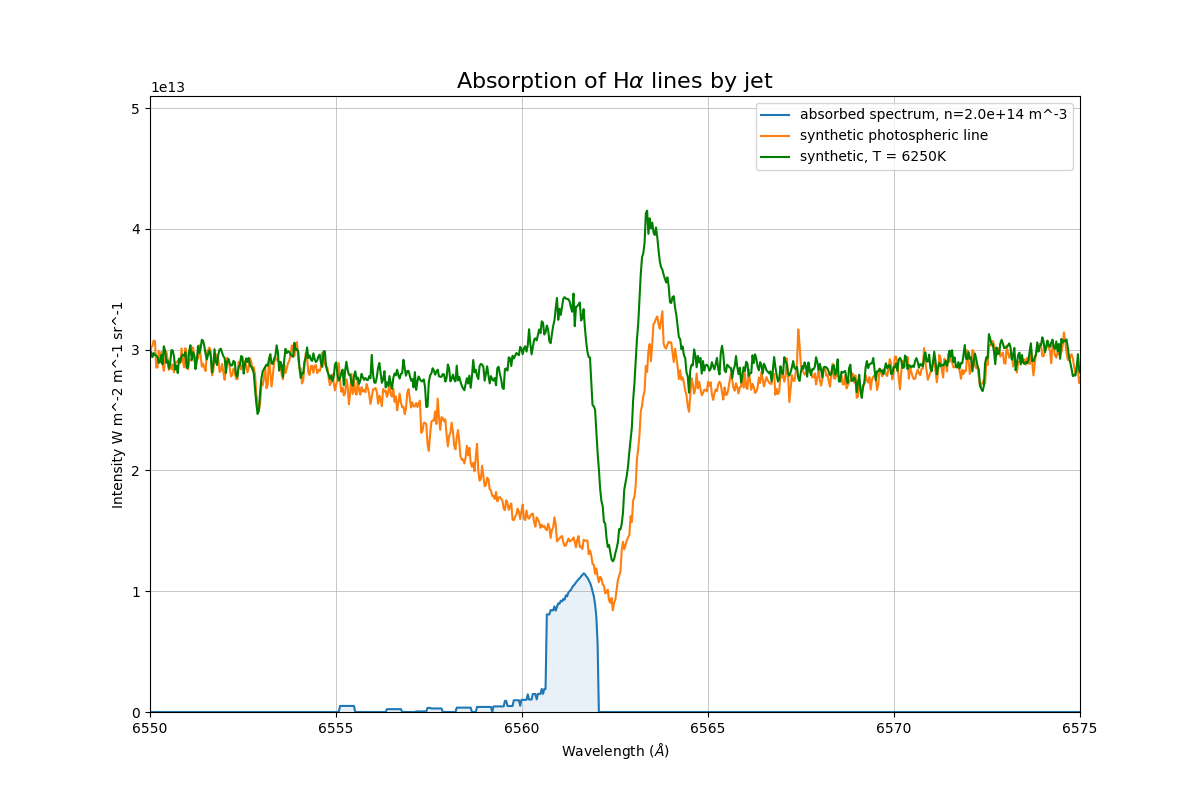 Absorption of Hα lines by jet
1e13
absorbed spectrum, n=2.0e+14 m^-3
synthetic photospheric line
synthetic, T = 6250K
5
4
3
2
1
0
Intensity W m^-2 m^-1 sr^-1
6550 6555 6560 6565 6570 6575
Wavelength (Å)